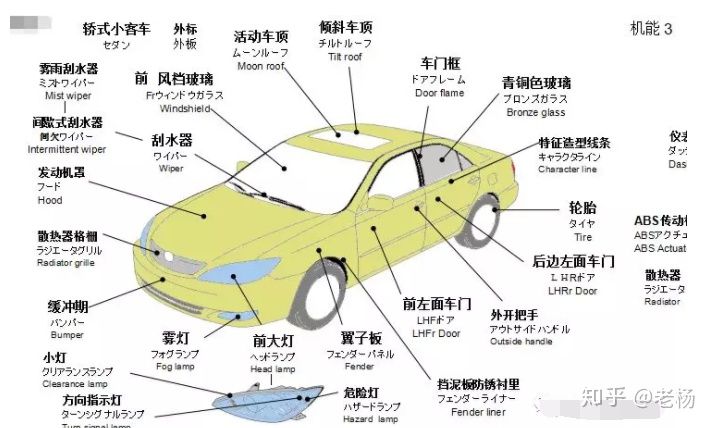 轿式小客车
セダン
外标
外板
活动车顶
ムーンルーフ
Moon roof
倾斜车顶
チルトルーフ
Tilt roof
机能 3
雾雨刮水器
ミストワイパー
Mist wiper
前 风档玻璃
Frウィンドウガラス
Windshield
车门框
ドアフレーム
Door flame
青铜色玻璃
ブロンズガラス
Bronze glass
间歇式刮水器
间欠ワイパー
Intermittent wiper
刮水器
ワイパー
Wiper
特征造型线条
キャラクタライン
Character line
仪表
ダッ
Das
发动机罩
フード
Hood
轮胎
タイヤ
Tire
ABS传动
ABSアクチュ
ABS Actuat
散热器格栅
ラジエータグリル
Radiator grille
后边左面车门
LHRドア
LHRr Door
散热器
ラジエータ
Radiator
缓冲期
バンパー
Bumper
前左面车门
LHFドア
LHFr Door
外开把手
アウトサイドハンドル
Outside handle
雾灯
フォグランプ
Fog lamp
前大灯
ヘッドランプ
Head lamp
翼子板
フェンダーパネル
Fender
小灯
クリアランスランプ
Clearance lamp
挡泥板防锈衬里
フェンダーライナー
Fender liner
方向指示灯
ターンシグナルランプ
Turn signal lamp
危险灯
ハザードランプ
Hazard lamp
知乎 @老杨